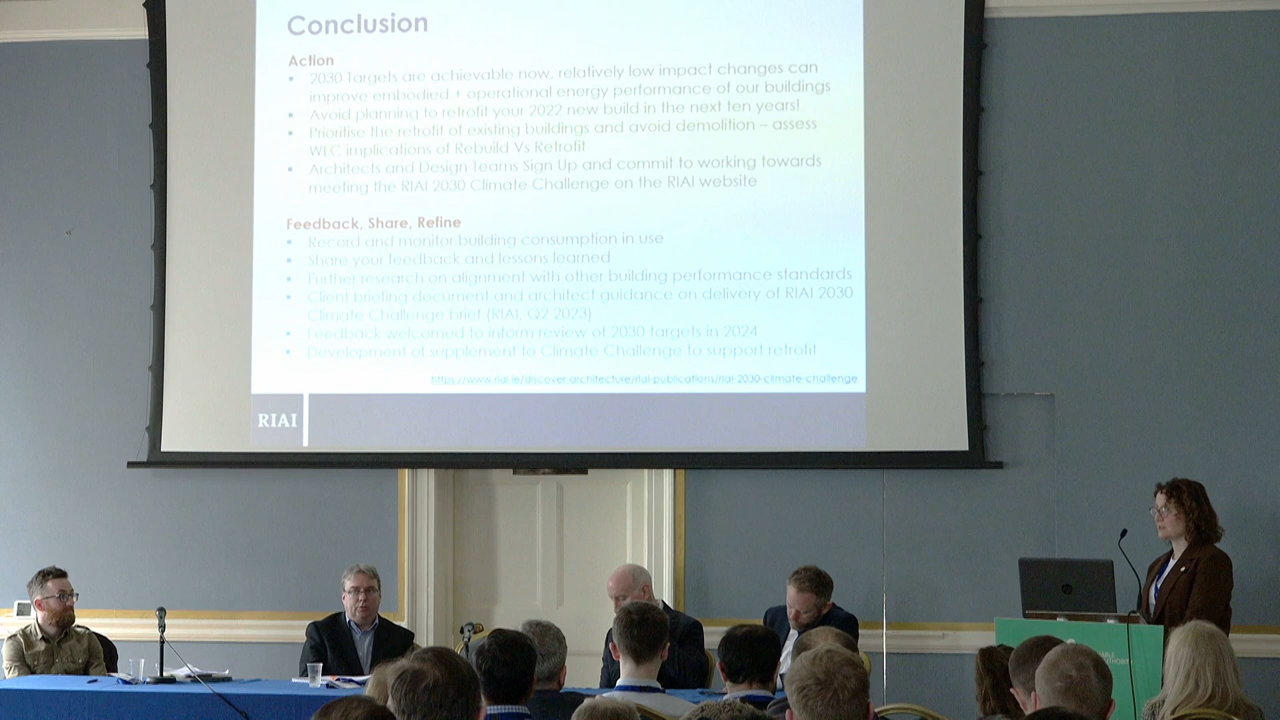 Conclusion
Action
2030 Targets are achievable now, relatively low impact changes can
improve embodied + operational energy performance of our buildings
Avoid planning to retrofit your 2022 new build in the next ten years!
Prioritise the retrofit of existing buildings and avoid demolition – assess
WLC implications of Rebuild Vs Retrofit
Architects and Design Teams Sign Up and commit to working towards
meeting the RIAI 2030 Climate Challenge on the RIAI website
Feedback, Share, Refine
Record and monitor building consumption in use
Share your feedback and lessons learned
Further research on alignment with other building performance standards
Client briefing document and architect guidance on delivery of RIAI 2030
Climate Challenge brief (RIAI, Q2 2023)
Feedback welcomed to inform review of 2030 targets in 2024
Development of supplement to Climate Challenge to support retrofit
https://www.riai.ie/discover-architecture/riai-publications/riai-2030-climate-challenge
RIAI